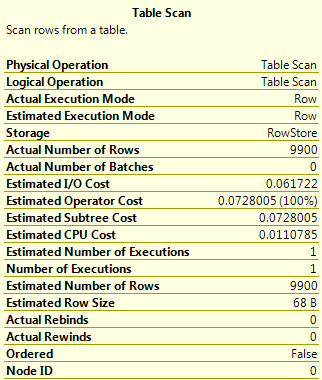 Table Scan
Scan rows from a table.
Physical Operation Table Scan
Logical Operation Table Scan
Actual Execution Mode Row
Estimated Execution Mode Row
Storage RowStore
Actual Number of Rows 9900
Actual Number of Batches 0
Estimated I/O Cost 0.061722
Estimated Operator Cost 0.0728005 (100%)
Estimated Subtree Cost 0.0728005
Estimated CPU Cost 0.0110785
Estimated Number of Executions 1
Number of Executions 1
Estimated Number of Rows 9900
Estimated Row Size 68 B
Actual Rebinds 0
Actual Rewinds 0
Ordered False
Node ID 0